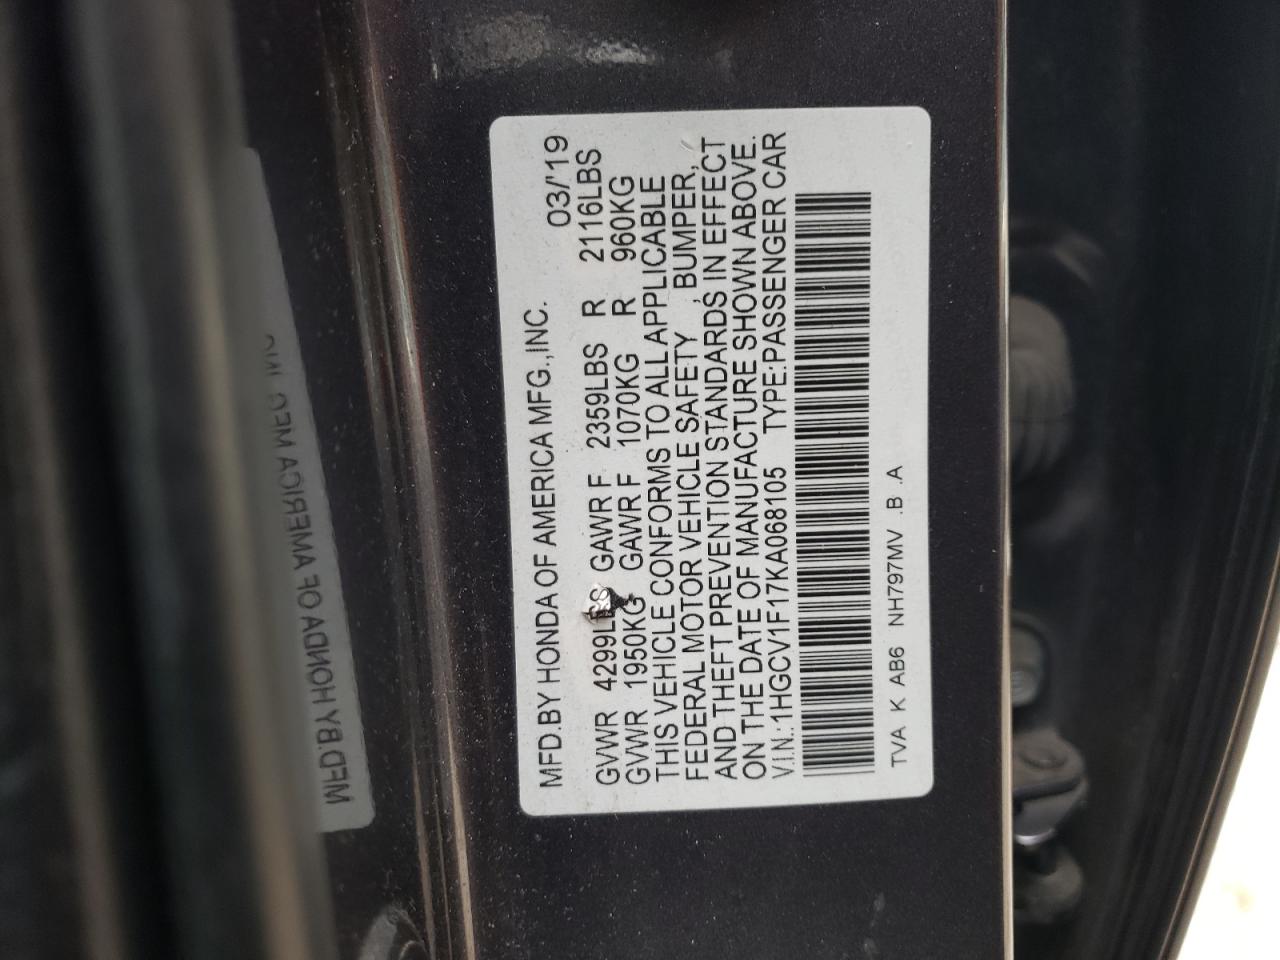 MFD.BY HONDA OF AMERICA MFG.,INC. 03/'19
GVWR 4299LBS GAWR F 2359LBS R 2116LBS
GVWR 1950KG GAWR F 1070KG R 960KG
THIS VEHICLE CONFORMS TO ALL APPLICABLE
FEDERAL MOTOR VEHICLE SAFETY , BUMPER,
AND THEFT PREVENTION STANDARDS IN EFFECT
ON THE DATE OF MANUFACTURE SHOWN ABOVE.
V.I.N.:1HGCV1F17KA068105 TYPE:PASSENGER CAR
TVA K AB6 NH797MV .B .A
MFD.BY HONDA OF AMERICA MFG.,INC.